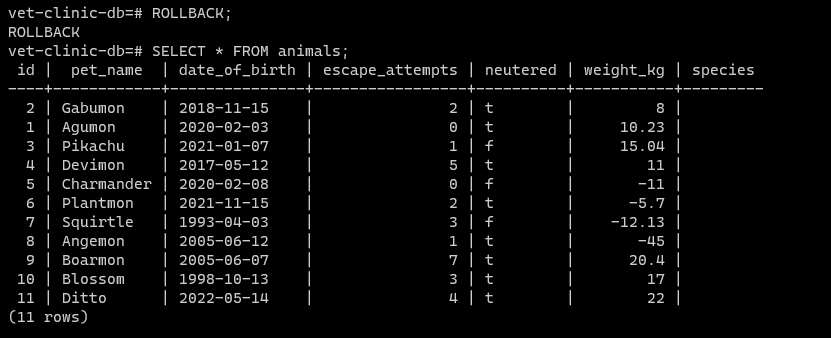 vet-clinic-db=# ROLLBACK;
ROLLBACK
vet-clinic-db=# SELECT * FROM animals;
 id |  pet_name  | date_of_birth | escape_attempts | neutered | weight_kg | species
----+------------+---------------+-----------------+----------+-----------+---------
  2 | Gabumon    | 2018-11-15    |               2 | t        |         8 |
  1 | Agumon     | 2020-02-03    |               0 | t        |     10.23 |
  3 | Pikachu    | 2021-01-07    |               1 | f        |     15.04 |
  4 | Devimon    | 2017-05-12    |               5 | t        |        11 |
  5 | Charmander | 2020-02-08    |               0 | f        |       -11 |
  6 | Plantmon   | 2021-11-15    |               2 | t        |      -5.7 |
  7 | Squirtle   | 1993-04-03    |               3 | f        |    -12.13 |
  8 | Angemon    | 2005-06-12    |               1 | t        |       -45 |
  9 | Boarmon    | 2005-06-07    |               7 | t        |      20.4 |
 10 | Blossom    | 1998-10-13    |               3 | t        |        17 |
 11 | Ditto      | 2022-05-14    |               4 | t        |        22 |
(11 rows)